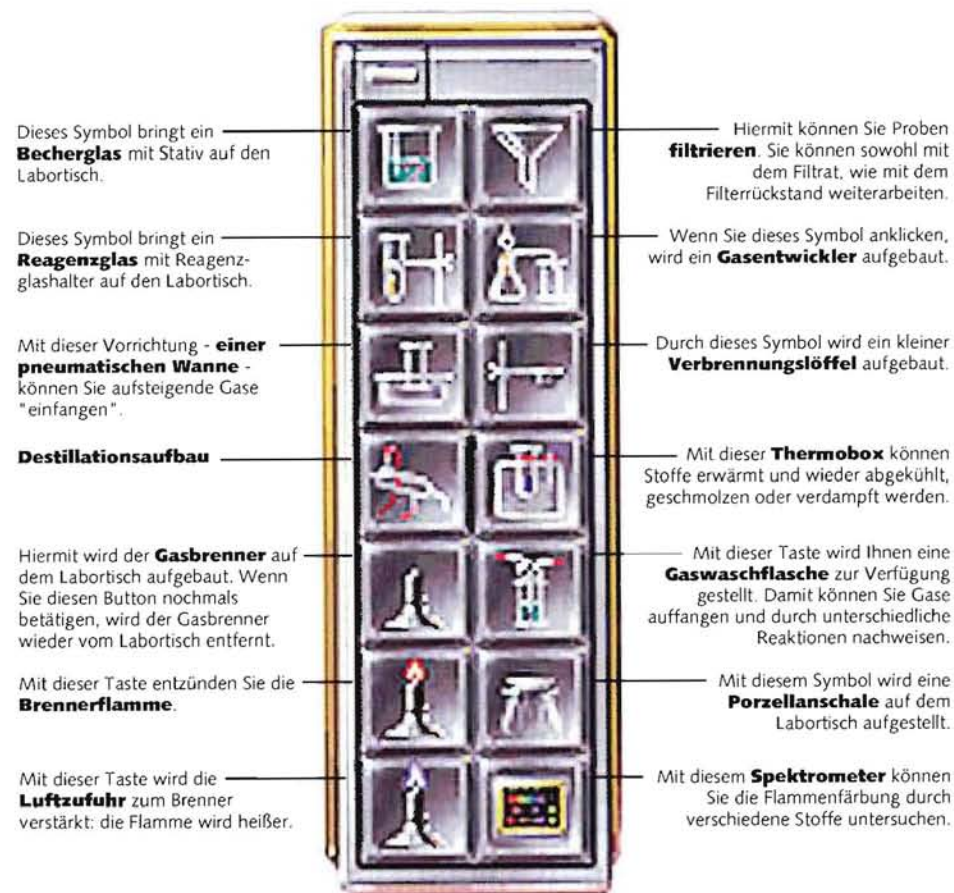 Dieses Symbol bringt ein
Becherglas mit Stativ auf den
Labortisch.
Hiermit können Sie Proben
filtrieren. Sie können sowohl mit
dem Filtrat, wie mit dem
Filterrückstand weiterarbeiten.
Dieses Symbol bringt ein
Reagenzglas mit Reagenz-
glashalter auf den Labortisch.
Wenn Sie dieses Symbol anklicken,
wird ein Gasentwickler aufgebaut.
Mit dieser Vorrichtung - einer
pneumatischen Wanne -
können Sie aufsteigende Gase
"einfangen".
Durch dieses Symbol wird ein kleiner
Verbrennungslöffel aufgebaut.
Destillationsaufbau
Mit dieser Thermobox können
Stoffe erwärmt und wieder abgekühlt,
geschmolzen oder verdampft werden.
Hiermit wird der Gasbrenner auf
dem Labortisch aufgebaut. Wenn
Sie diesen Button nochmals
betätigen, wird der Gasbrenner
wieder vom Labortisch entfernt.
Mit dieser Taste wird Ihnen eine
Gaswaschflasche zur Verfügung
gestellt. Damit können Sie Gase
auffangen und durch unterschiedliche
Reaktionen nachweisen.
Mit dieser Taste entzünden Sie die
Brennerflamme.
Mit diesem Symbol wird eine
Porzellanschale auf dem
Labortisch aufgestellt.
Mit dieser Taste wird die
Luftzufuhr zum Brenner
verstärkt: die Flamme wird heißer.
Mit diesem Spektrometer können
Sie die Flammenfärbung durch
verschiedene Stoffe untersuchen.